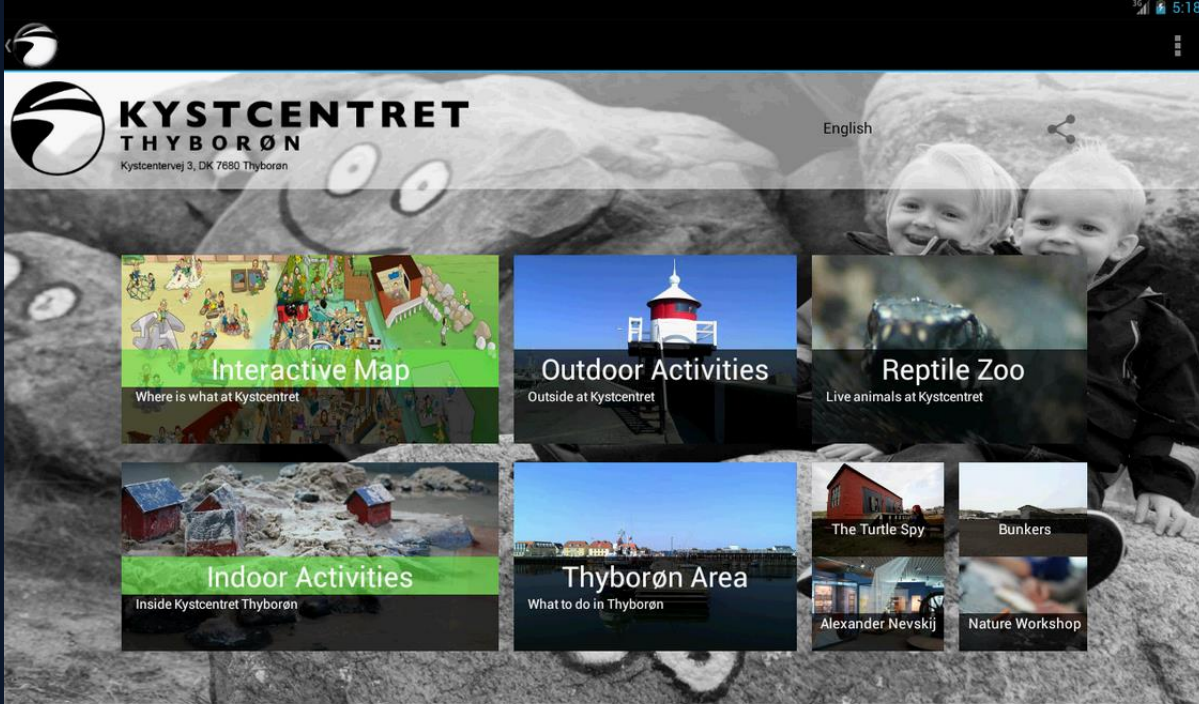 3G
5:18
KYSTCENTRET
THYBORØN
Kystcentervej 3, DK 7680 Thyborøn
English
Interactive Map
Where is what at Kystcentret
Outdoor Activities
Outside at Kystcentret
Reptile Zoo
Live animals at Kystcentret
Indoor Activities
Inside Kystcentret Thyborøn
Thyborøn Area
What to do in Thyborøn
The Turtle Spy
Bunkers
Alexander Nevskij
Nature Workshop